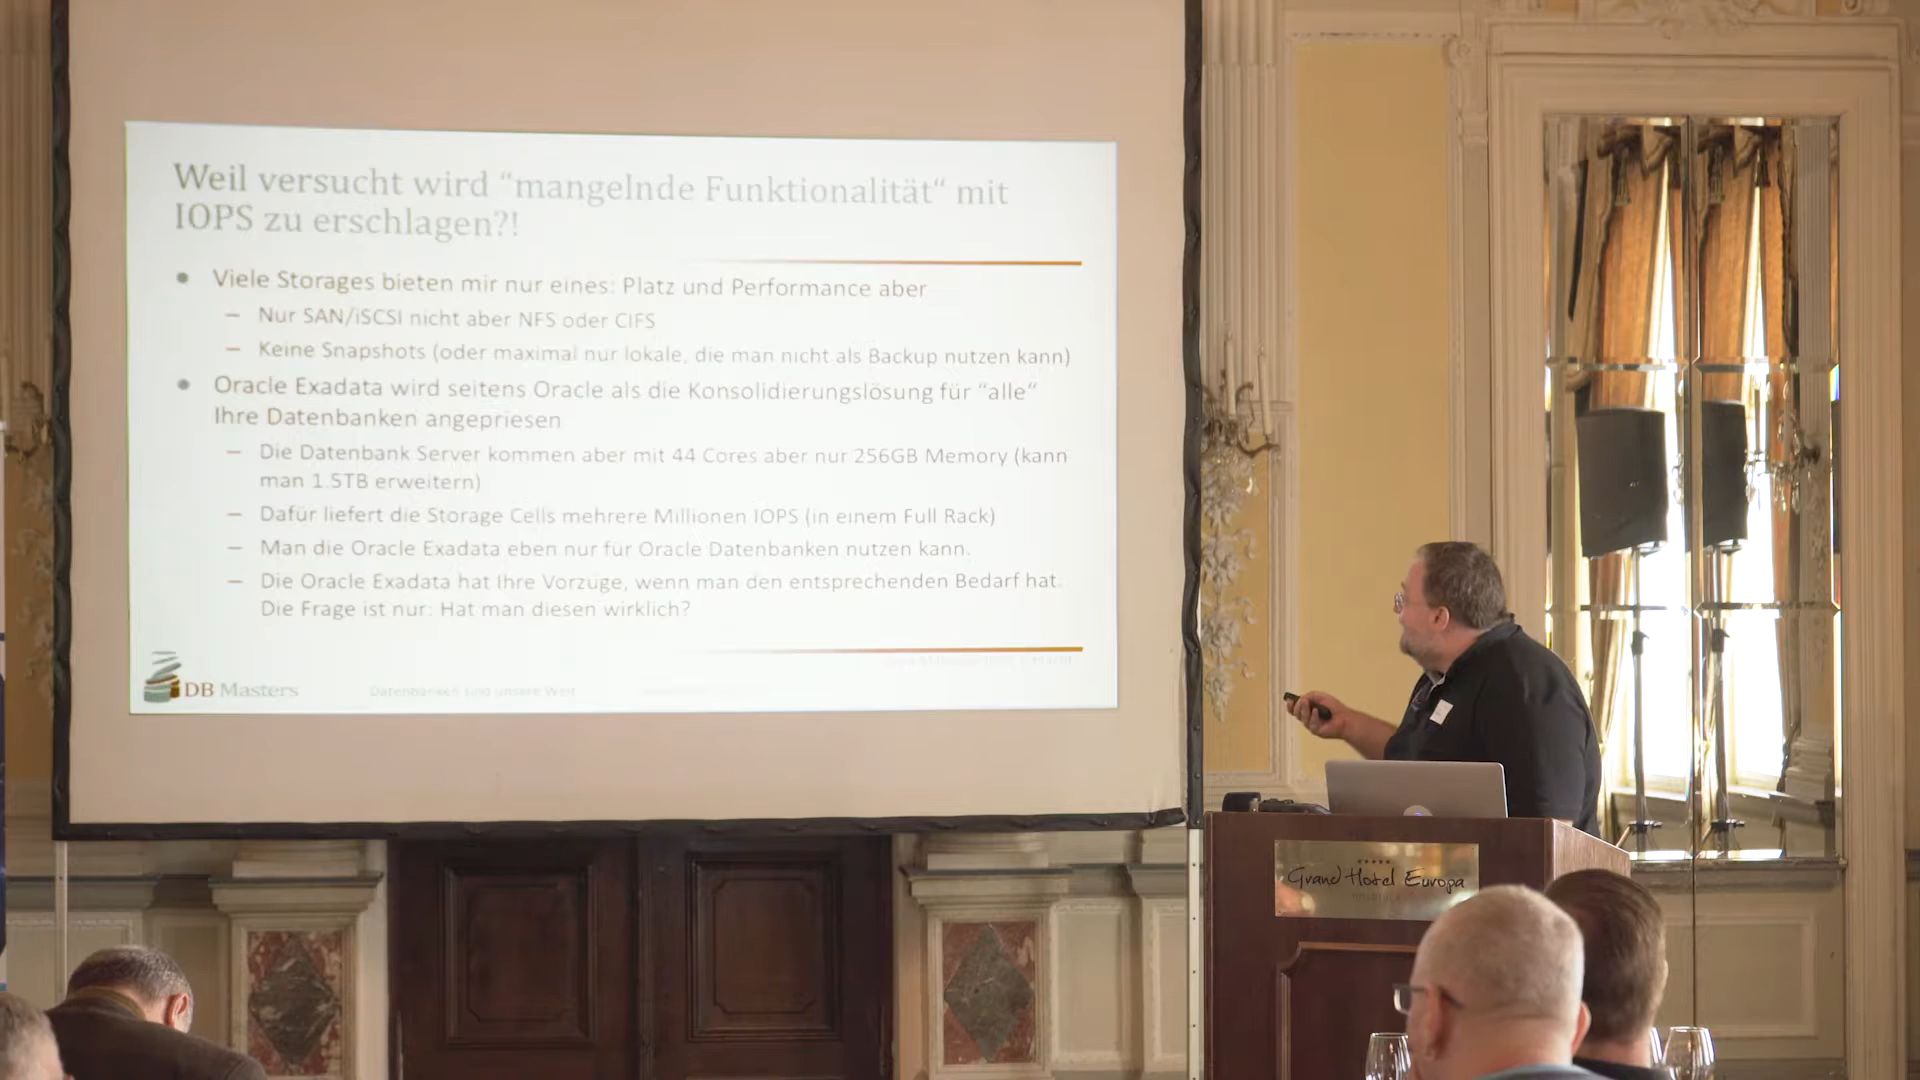 Weil versucht wird “mangelnde Funktionalität“ mit
IOPS zu erschlagen?!
• Viele Storages bieten mir nur eines: Platz und Performance aber
– Nur SAN/iSCSI nicht aber NFS oder CIFS
– Keine Snapshots (oder maximal nur lokale, die man nicht als Backup nutzen kann)
• Oracle Exadata wird seitens Oracle als die Konsolidierungslösung für “alle“
Ihre Datenbanken angepriesen
– Die Datenbank Server kommen aber mit 44 Cores aber nur 256GB Memory (kann
man 1.5TB erweitern)
– Dafür liefert die Storage Cells mehrere Millionen IOPS (in einem Full Rack)
– Man die Oracle Exadata eben nur für Oracle Datenbanken nutzen kann.
– Die Oracle Exadata hat Ihre Vorzüge, wenn man den entsprechenden Bedarf hat.
Die Frage ist nur: Hat man diesen wirklich?
DB Masters
Datenbanken sind unsere Welt
Grand Hotel Europa